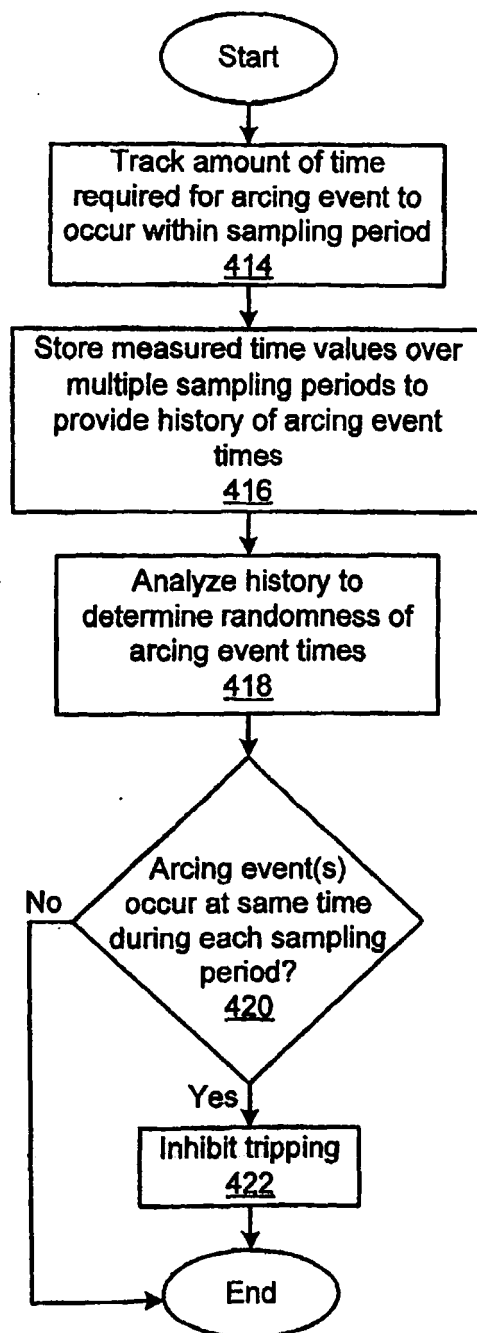 Start
Track amount of time
required for arcing event to
occur within sampling period
414
Store measured time values over
multiple sampling periods to
provide history of arcing event
times
416
Analyze history to
determine randomness of
arcing event times
418
Arcing event(s)
No
occur at same time
during each sampling
period?
420
Yes
Inhibit tripping
422
End